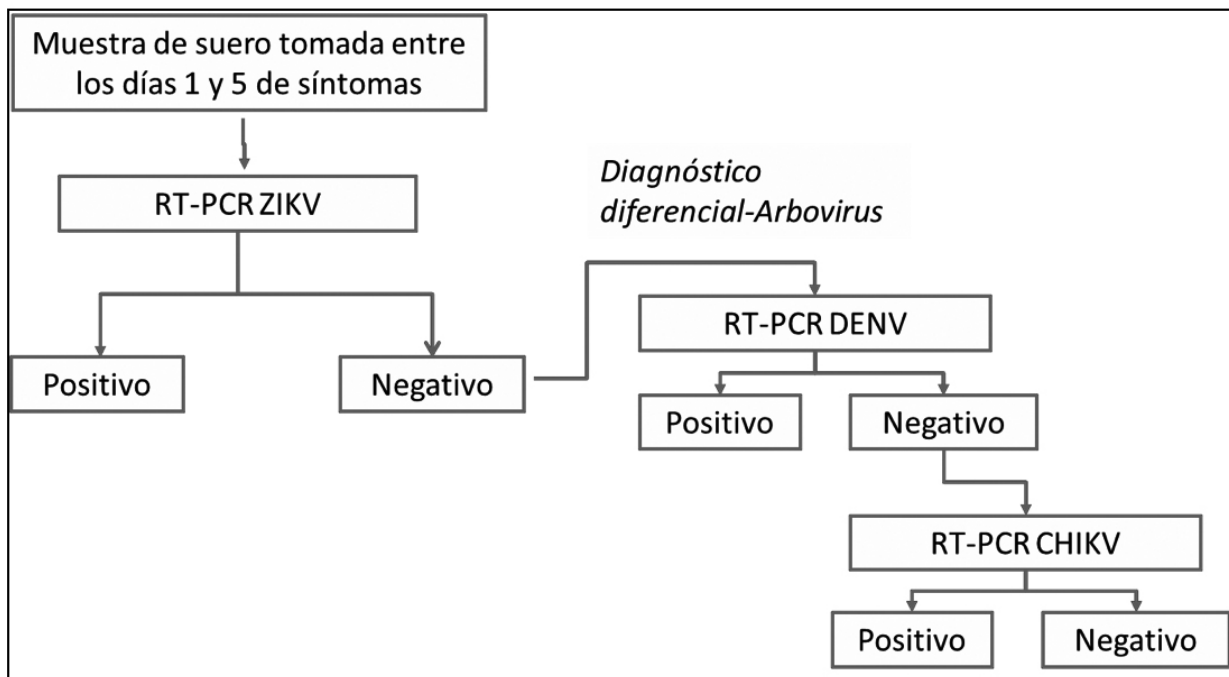 Muestra de suero tomada entre
los días 1 y 5 de síntomas
RT-PCR ZIKV
Diagnóstico
diferencial-Arbovirus
Positivo
Negativo
RT-PCR DENV
Positivo
Negativo
RT-PCR CHIKV
Positivo
Negativo